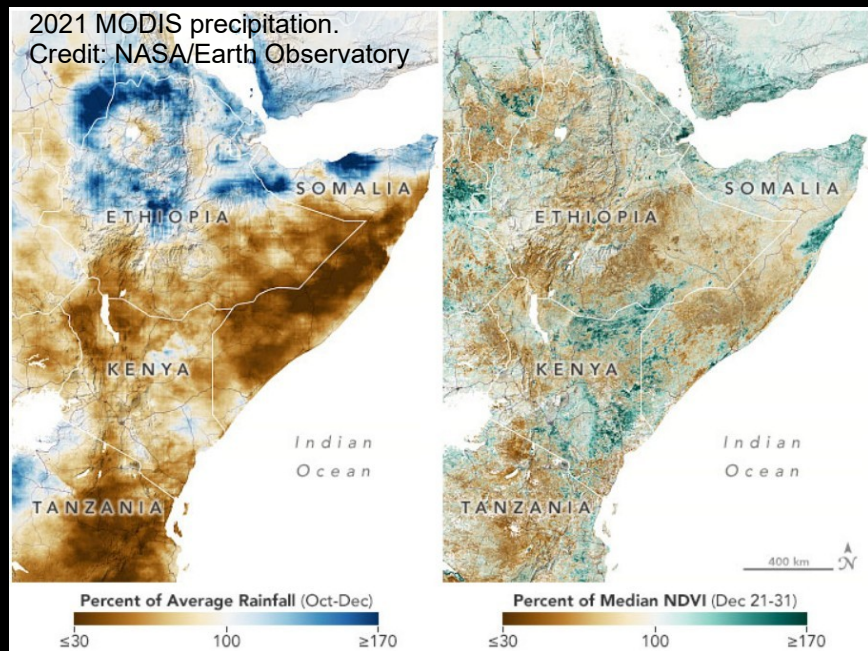 2021 MODIS precipitation.
Credit: NASA/Earth Observatory
SOMALIA
ETHIOPIA
KENYA
Indian
Ocean
TANZANIA
Percent of Average Rainfall (Oct-Dec)
≤30 100 ≥170
SOMALIA
ETHIOPIA
KENYA
Indian
Ocean
TANZANIA
400 km
N
Percent of Median NDVI (Dec 21-31)
≤30 100 ≥170